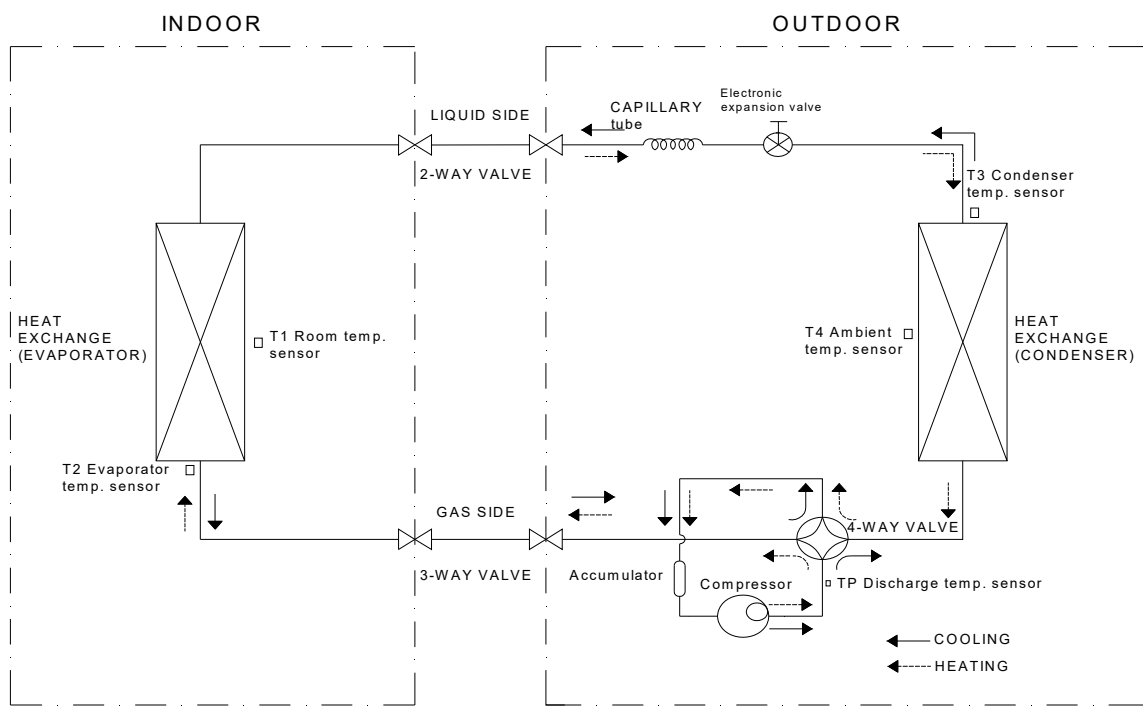 INDOOR
OUTDOOR
LIQUID SIDE
CAPILLARY
tube
Electronic
expansion valve
2-WAY VALVE
T3 Condenser
temp. sensor
HEAT
EXCHANGE
(EVAPORATOR)
T1 Room temp.
sensor
T4 Ambient
temp. sensor
HEAT
EXCHANGE
(CONDENSER)
T2 Evaporator
temp. sensor
GAS SIDE
4-WAY VALVE
3-WAY VALVE
Accumulator
Compressor
TP Discharge temp. sensor
COOLING
HEATING